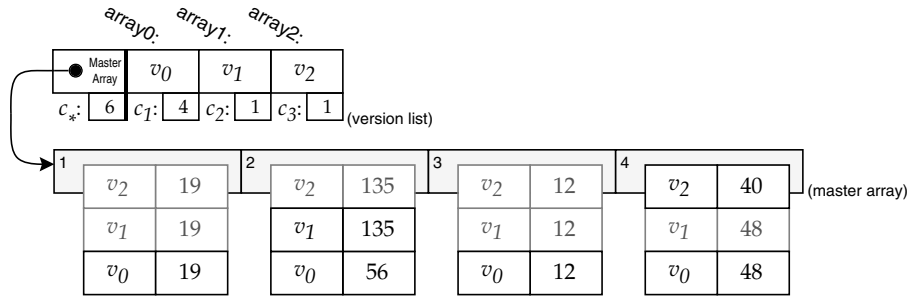 array0: array1: array2:
Master Array v0 v1 v2
c*: 6 c1: 4 c2: 1 c3: 1 (version list)
1 2 3 4
v2 19 v2 135 v2 12 v2 40 (master array)
v1 19 v1 135 v1 12 v1 48
v0 19 v0 56 v0 12 v0 48